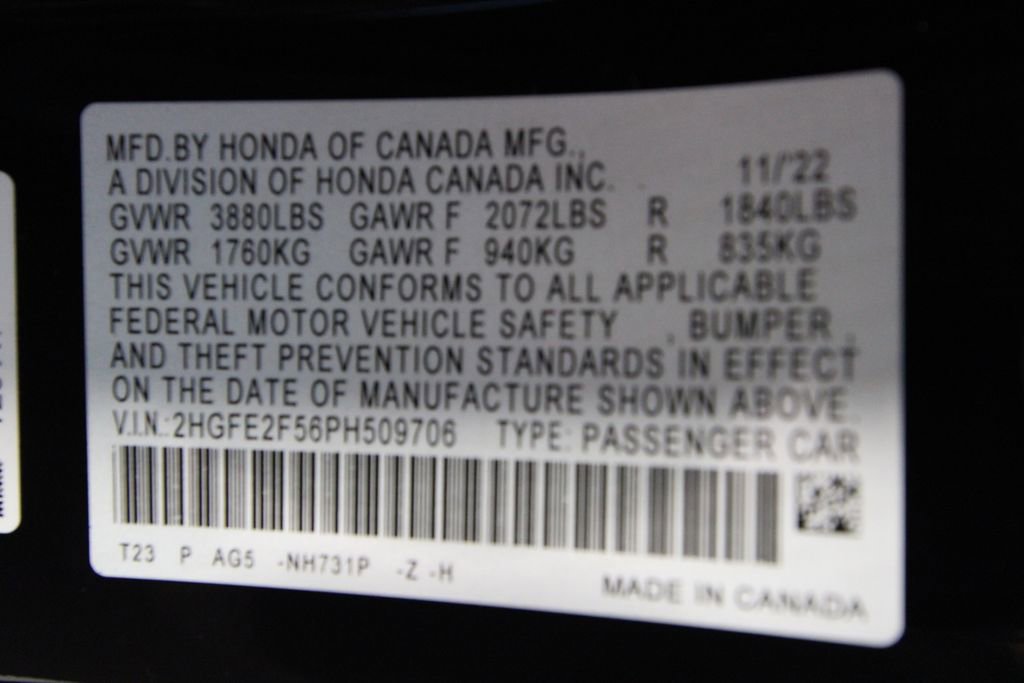 MFD.BY HONDA OF CANADA MFG.,
A DIVISION OF HONDA CANADA INC. 11/'22
GVWR 3880LBS GAWR F 2072LBS R 1840LBS
GVWR 1760KG GAWR F 940KG R 835KG
THIS VEHICLE CONFORMS TO ALL APPLICABLE
FEDERAL MOTOR VEHICLE SAFETY , BUMPER ,
AND THEFT PREVENTION STANDARDS IN EFFECT
ON THE DATE OF MANUFACTURE SHOWN ABOVE.
V.I.N.:2HGFE2F56PH509706 TYPE: PASSENGER CAR
T23 P AG5 -NH731P -Z -H
MADE IN CANADA